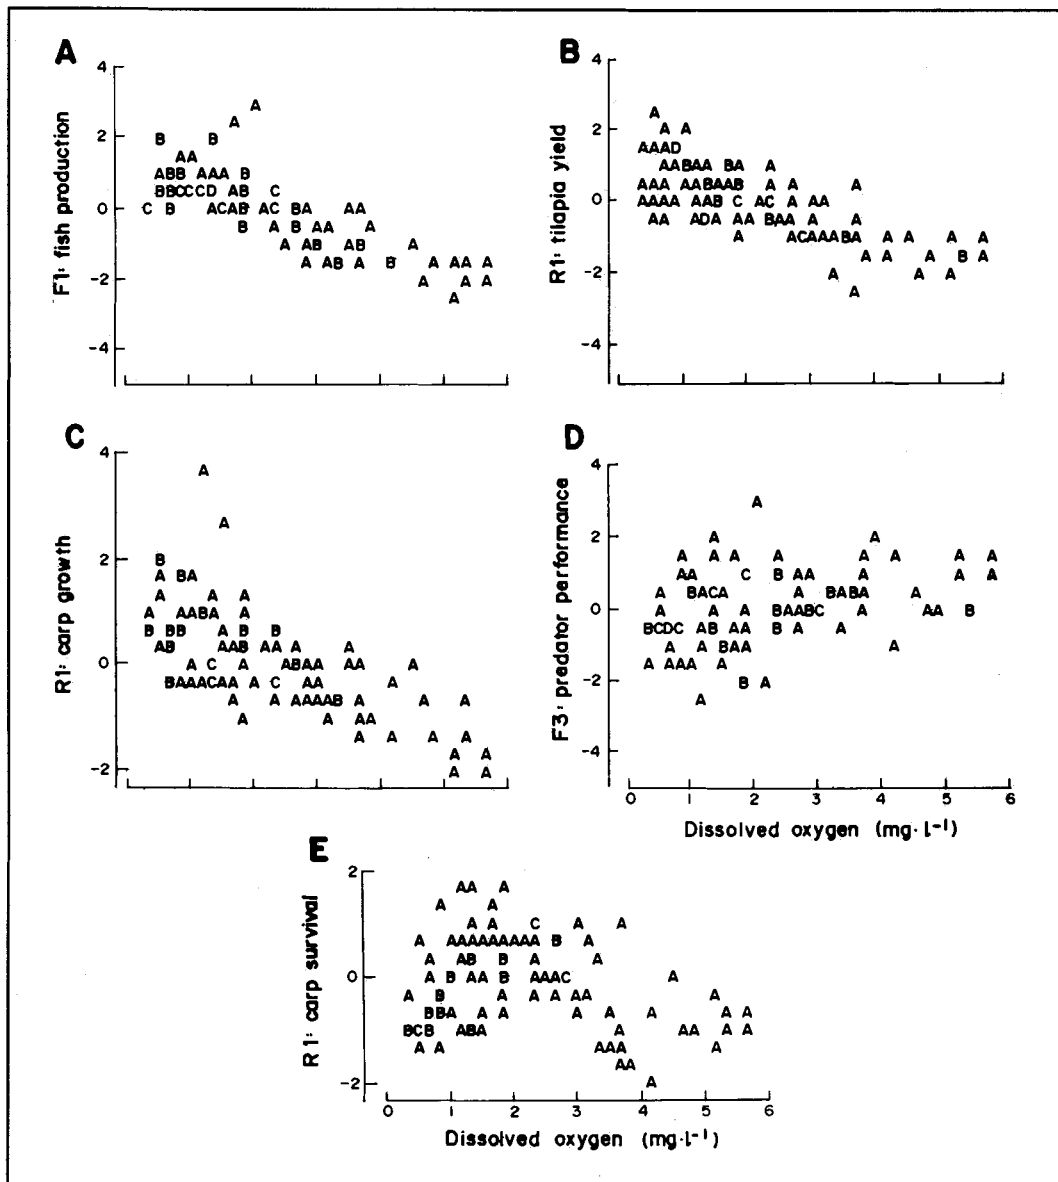 A
4
2
0
-2
-4
F1: fish production
B
4
2
0
-2
-4
R1: tilapia yield
C
4
2
0
-2
R1: carp growth
D
4
2
0
-2
-4
F3: predator performance
0 1 2 3 4 5 6
Dissolved oxygen (mg·l⁻¹)
E
2
0
-2
R1: carp survival
0 1 2 3 4 5 6
Dissolved oxygen (mg·l⁻¹)